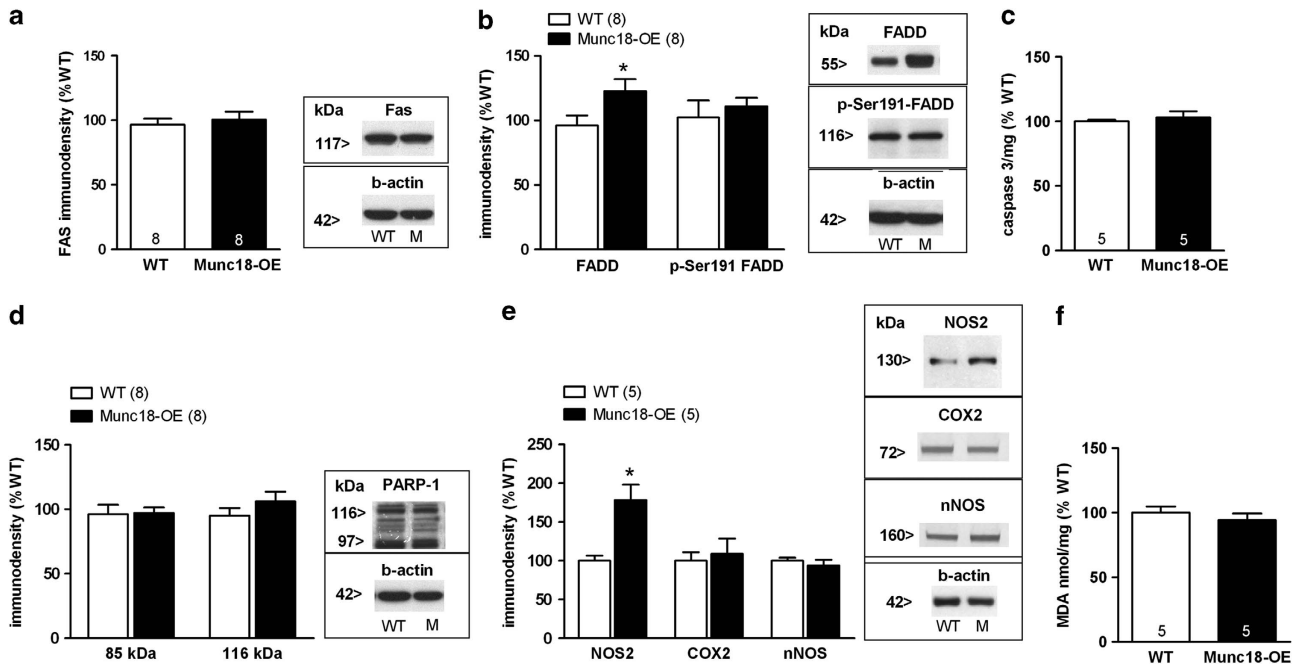 a
FAS immunodensity (%WT)
150
100
50
0
8
8
WT
Munc18-OE
kDa
Fas
117>
b-actin
42>
WT M
b
WT (8)
Munc18-OE (8)
immunodensity (%WT)
150
100
50
0
*
FADD
p-Ser191 FADD
kDa
FADD
55>
p-Ser191-FADD
116>
b-actin
42>
WT M
c
caspase 3/mg (% WT)
150
100
50
0
5
5
WT
Munc18-OE
d
WT (8)
Munc18-OE (8)
immunodensity (%WT)
150
100
50
0
85 kDa
116 kDa
kDa
PARP-1
116>
97>
b-actin
42>
WT M
e
WT (5)
Munc18-OE (5)
immunodensity (%WT)
250
200
150
100
50
0
*
NOS2
COX2
nNOS
kDa
NOS2
130>
COX2
72>
nNOS
160>
b-actin
42>
WT M
f
MDA nmol/mg (% WT)
150
100
50
0
5
5
WT
Munc18-OE